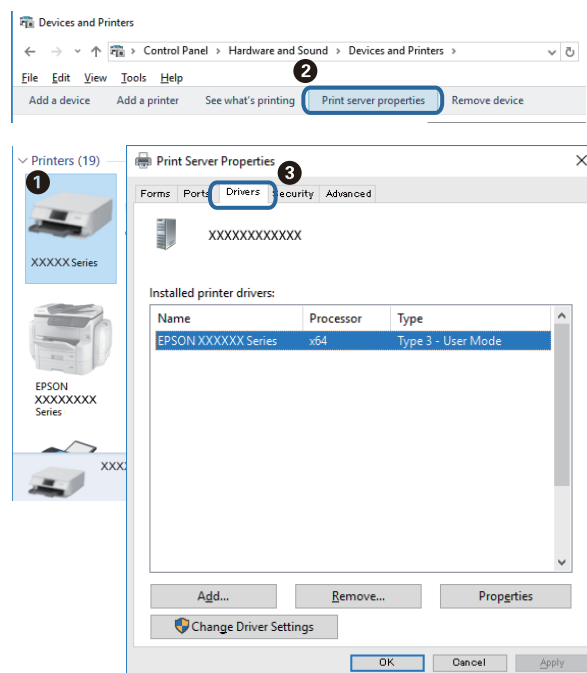 Devices and Printers
Control Panel > Hardware and Sound > Devices and Printers >
2
File Edit View Tools Help
Add a device Add a printer See what's printing Print server properties Remove device
Printers (19)
1
XXXXX Series
EPSON
XXXXXXXX
Series
XXX
Print Server Properties
3
Forms Ports Drivers Security Advanced
XXXXXXXXXXXX
Installed printer drivers:
Name Processor Type
EPSON XXXXXX Series x64 Type 3 - User Mode
Add... Remove... Properties
Change Driver Settings
OK Cancel Apply